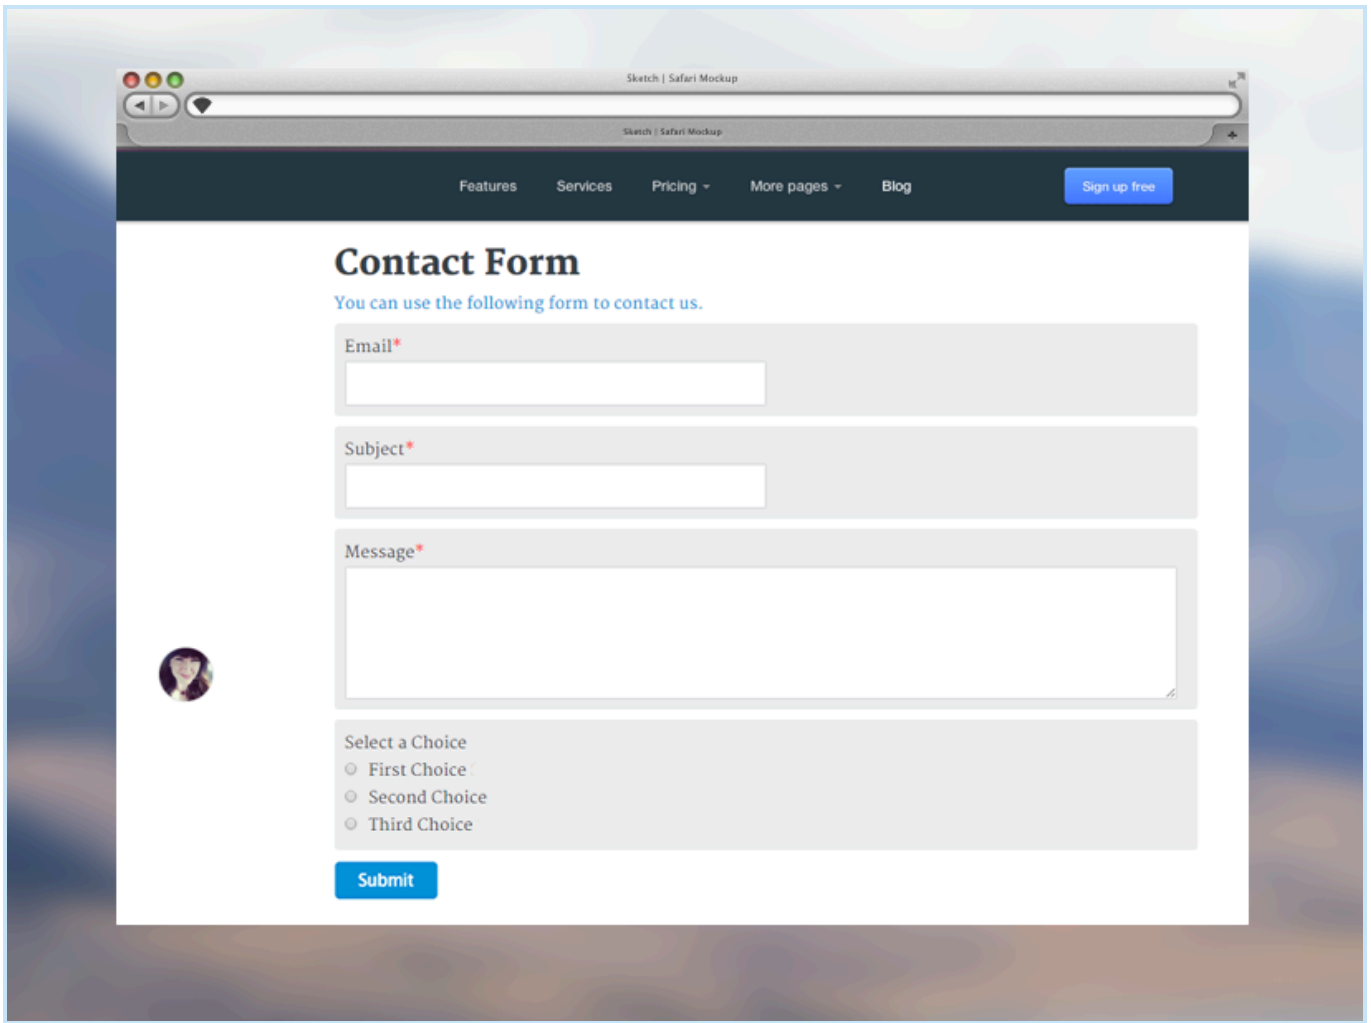 Sketch | Safari Mockup
Sketch | Safari Mockup
Features Services Pricing More pages Blog Sign up free
Contact Form
You can use the following form to contact us.
Email*
Subject*
Message*
Select a Choice
First Choice
Second Choice
Third Choice
Submit